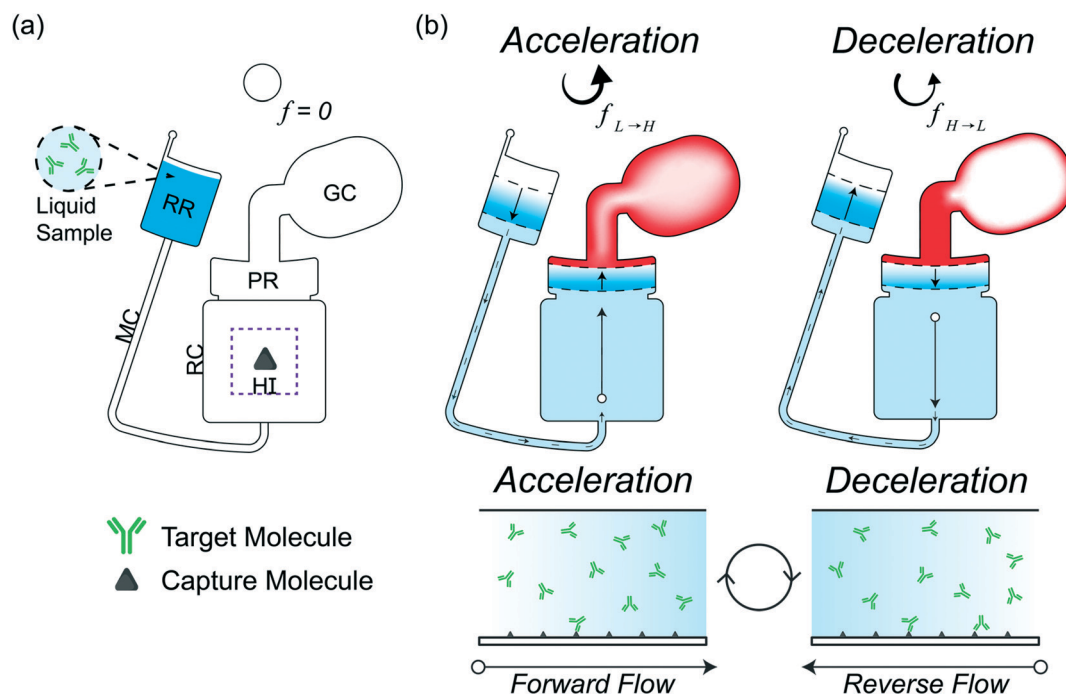 (a)
f = 0
Liquid
Sample
RR
GC
PR
MC
RC
HI
Target Molecule
Capture Molecule
(b)
Acceleration
Deceleration
f L→H
f H→L
Acceleration
Deceleration
Forward Flow
Reverse Flow